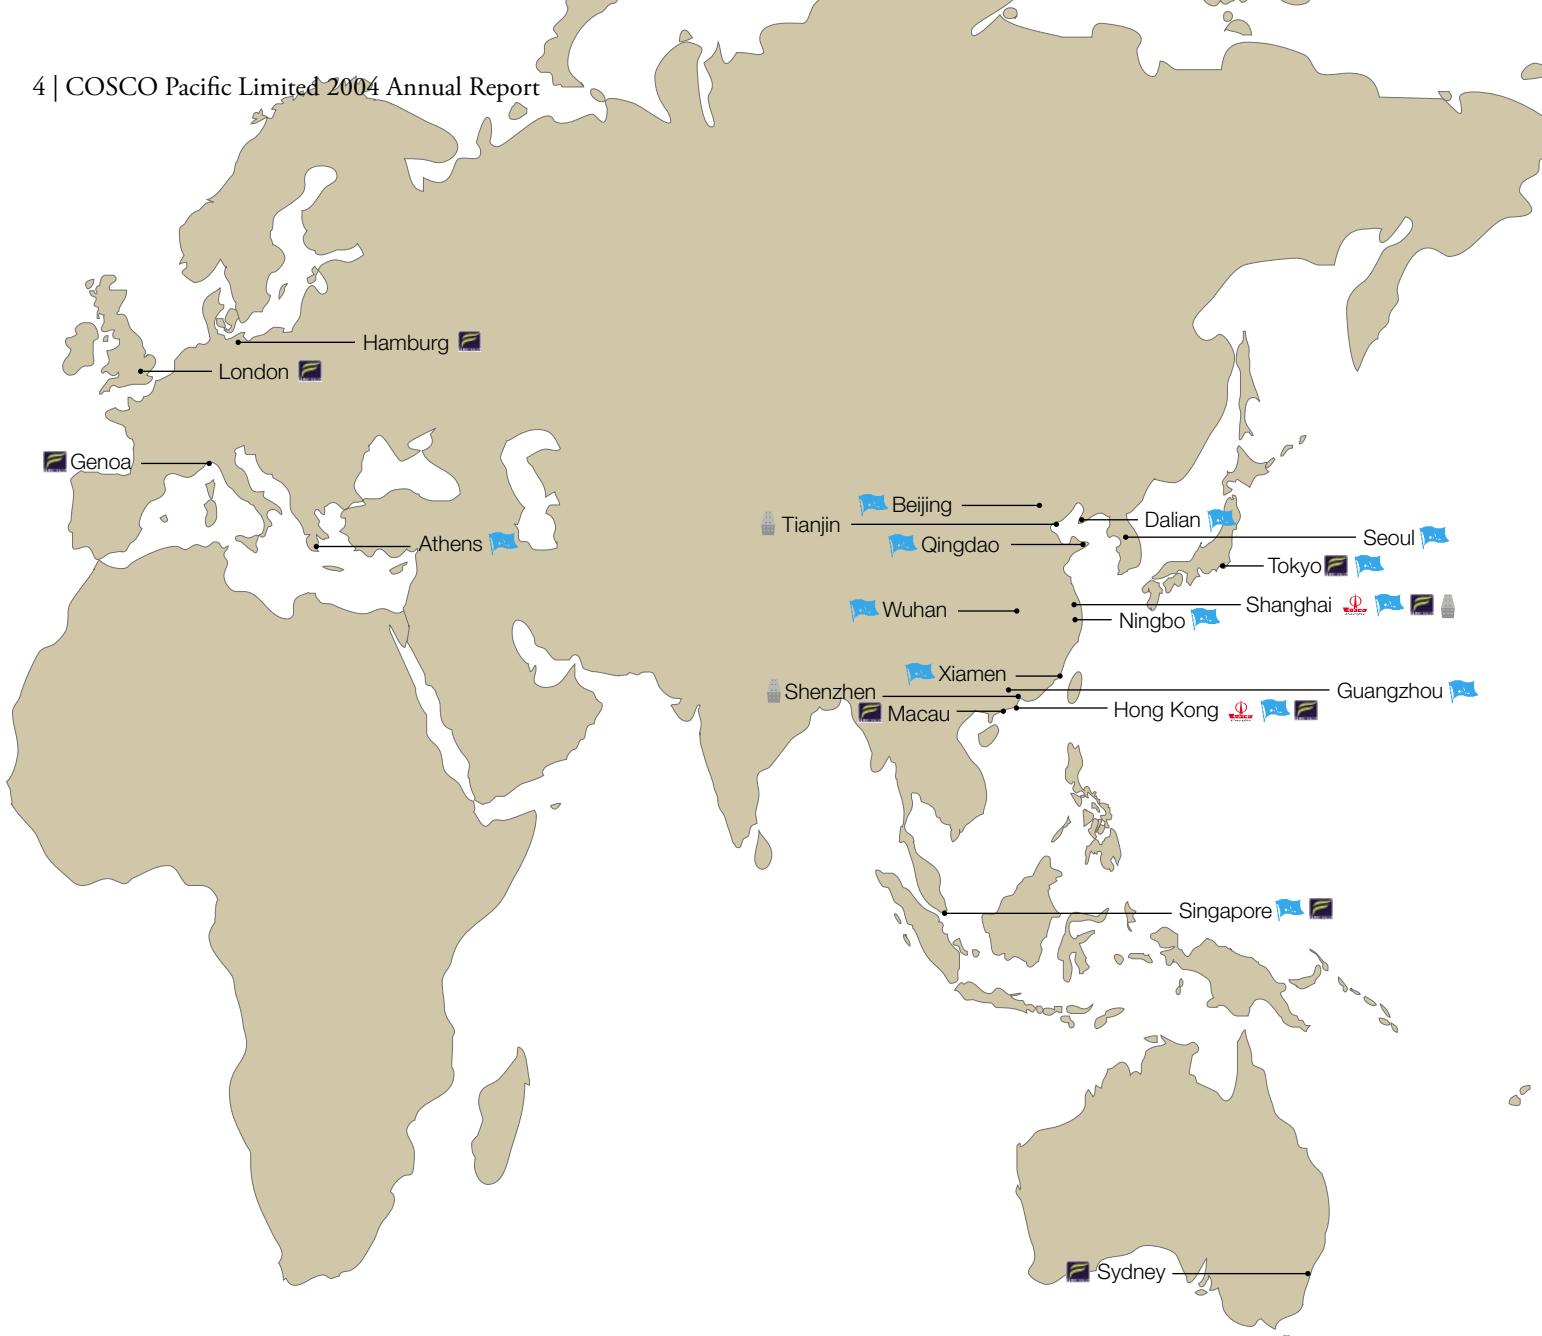 4 | COSCO Pacific Limited 2004 Annual Report
Hamburg
London
Genoa
Athens
Beijing
Tianjin
Dalian
Qingdao
Seoul
Tokyo
Shanghai
Wuhan
Ningbo
Xiamen
Shenzhen
Guangzhou
Macau
Hong Kong
Singapore
Sydney